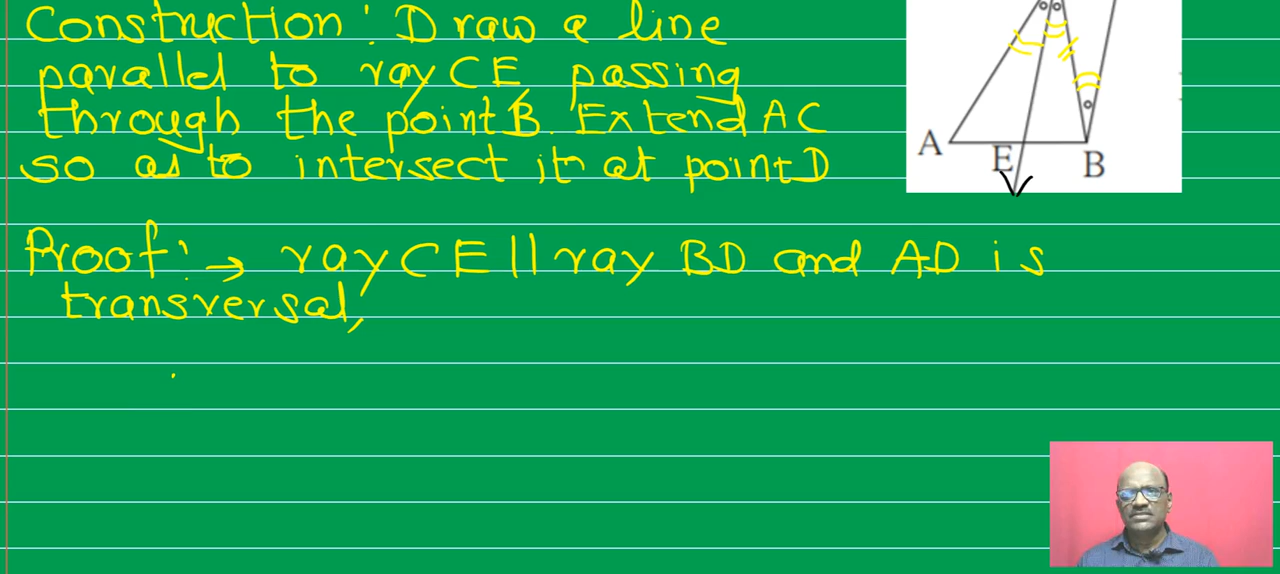 Construction: Draw a line
parallel to ray CE, passing
through the point B. Extend AC
so as to intersect it at point D
Proof: → ray CE || ray BD and AD is
transversal,
A
E
B